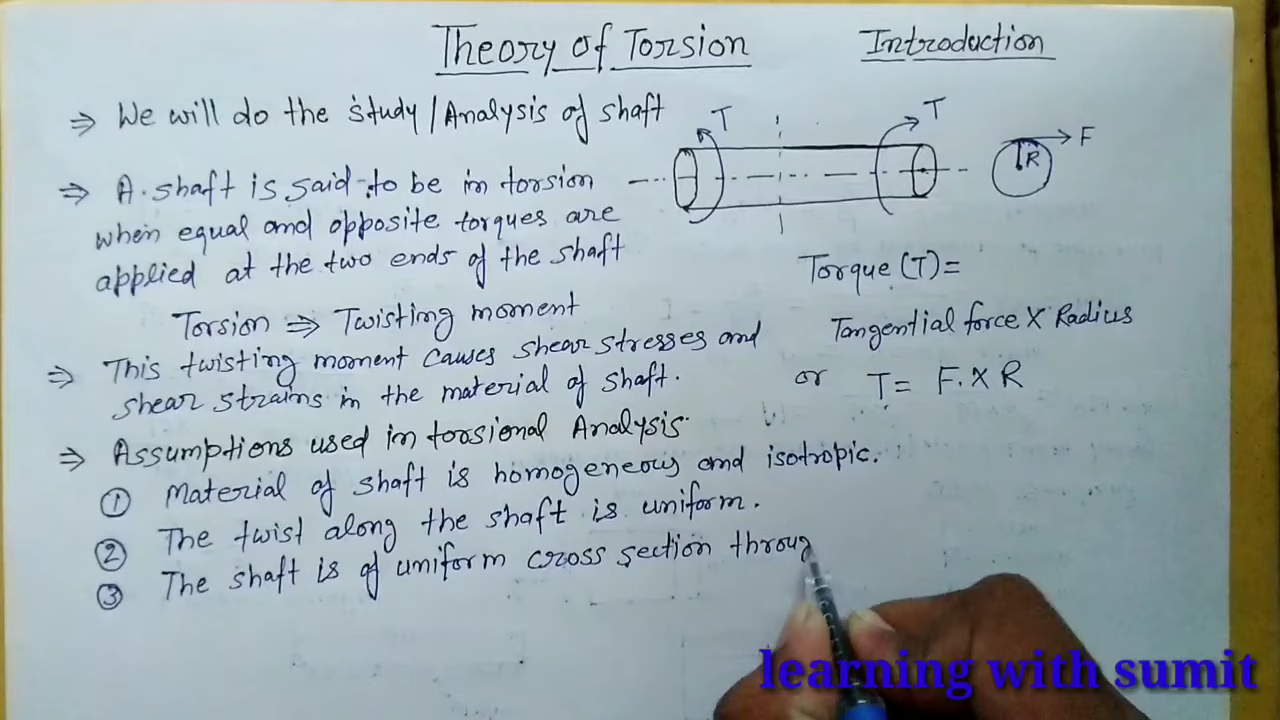 Theory of Torsion Introduction
⇒ We will do the study/Analysis of shaft
T T
⇒ A. shaft is said to be in torsion
F
R
when equal and opposite torques are
applied at the two ends of the shaft
Torque (T) =
Torsion ⇒ Twisting moment
Tangential force X Radius
⇒ This twisting moment causes shear stresses and
shear strains in the material of shaft.
or T = F. X R
⇒ Assumptions used in torsional Analysis.
① Material of shaft is homogeneous and isotropic.
② The twist along the shaft is uniform.
③ The shaft is of uniform cross section throug
learning with sumit